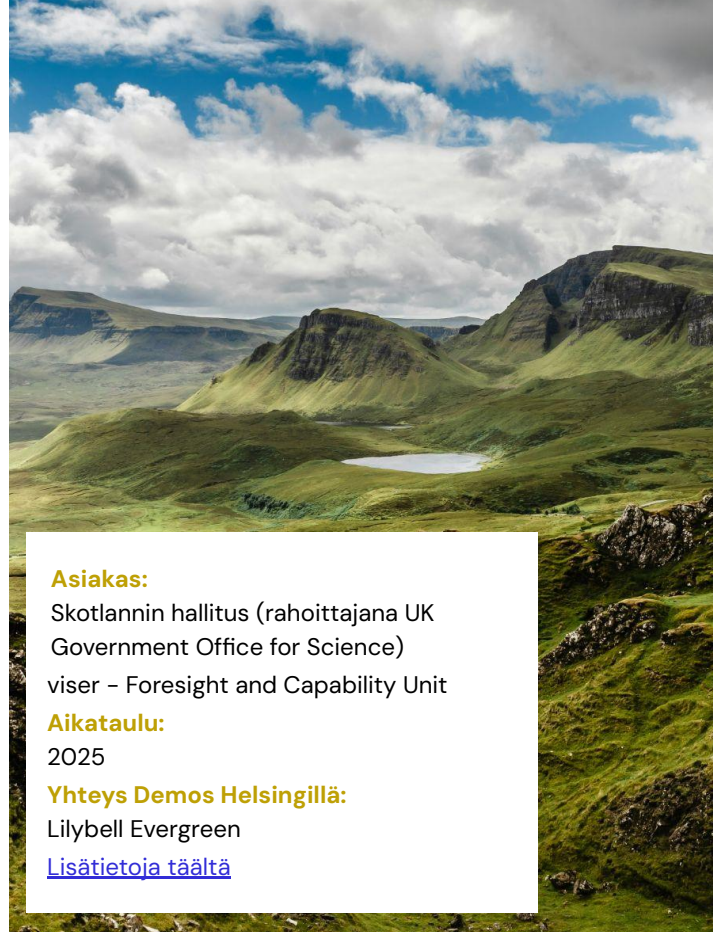 Asiakas:
Skotlannin hallitus (rahoittajana UK
Government Office for Science)
viser – Foresight and Capability Unit
Aikataulu:
2025
Yhteys Demos Helsingillä:
Lilybell Evergreen
Lisätietoja täältä